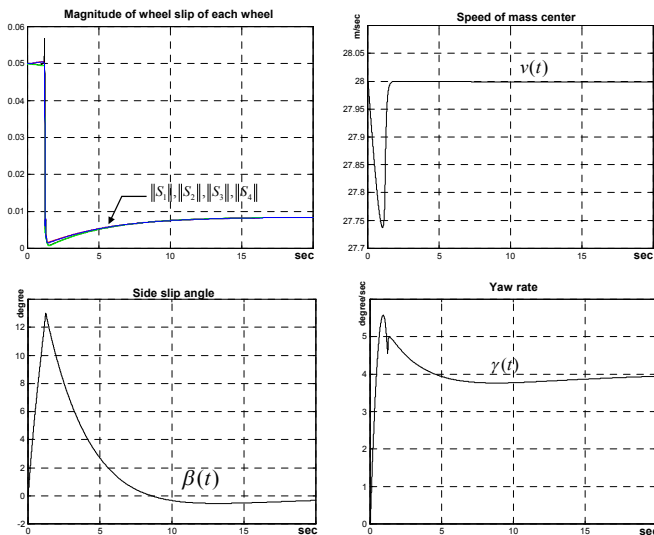 Magnitude of wheel slip of each wheel
0.06
0.05
0.04
0.03
0.02
0.01
0
0 5 10 15 sec
‖S₁‖,‖S₂‖,‖S₃‖,‖S₄‖
Speed of mass center
m/sec
28.05
28
27.95
27.9
27.85
27.8
27.75
27.7
0 5 10 15 sec
v(t)
Side slip angle
degree
12
10
8
6
4
2
0
-2
0 5 10 15 sec
β(t)
Yaw rate
degree/sec
6
5
4
3
2
1
0
0 5 10 15 sec
γ(t)